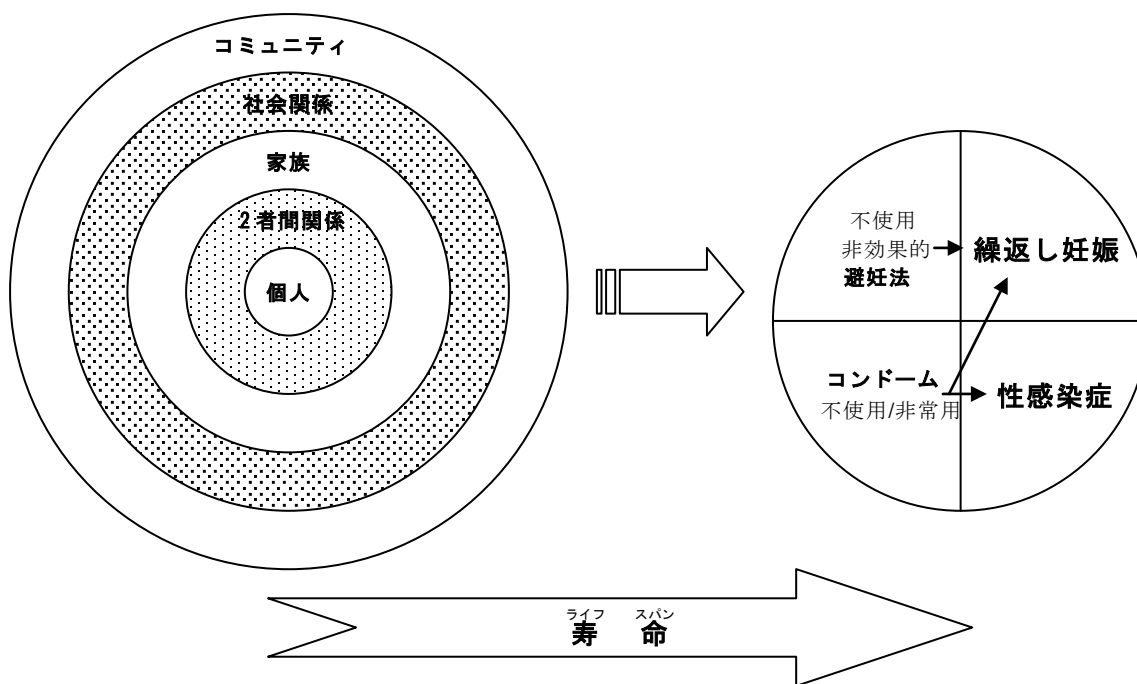 コミュニティ
社会関係
家族
2者間関係
個人
不使用
非効果的
避妊法
繰返し妊娠
コンドーム
不使用/非常用
性感染症
ライフ スパン
寿 命